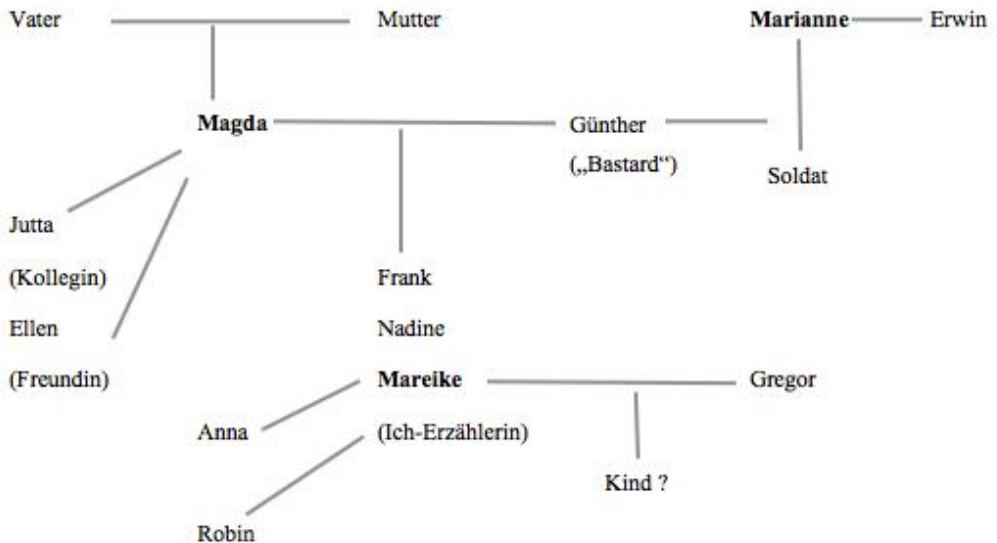 Vater Mutter Marianne Erwin
Magda Günther
(„Bastard“)
Soldat
Jutta
(Kollegin) Frank
Ellen Nadine
(Freundin) Mareike Gregor
Anna (Ich-Erzählerin)
Kind ?
Robin